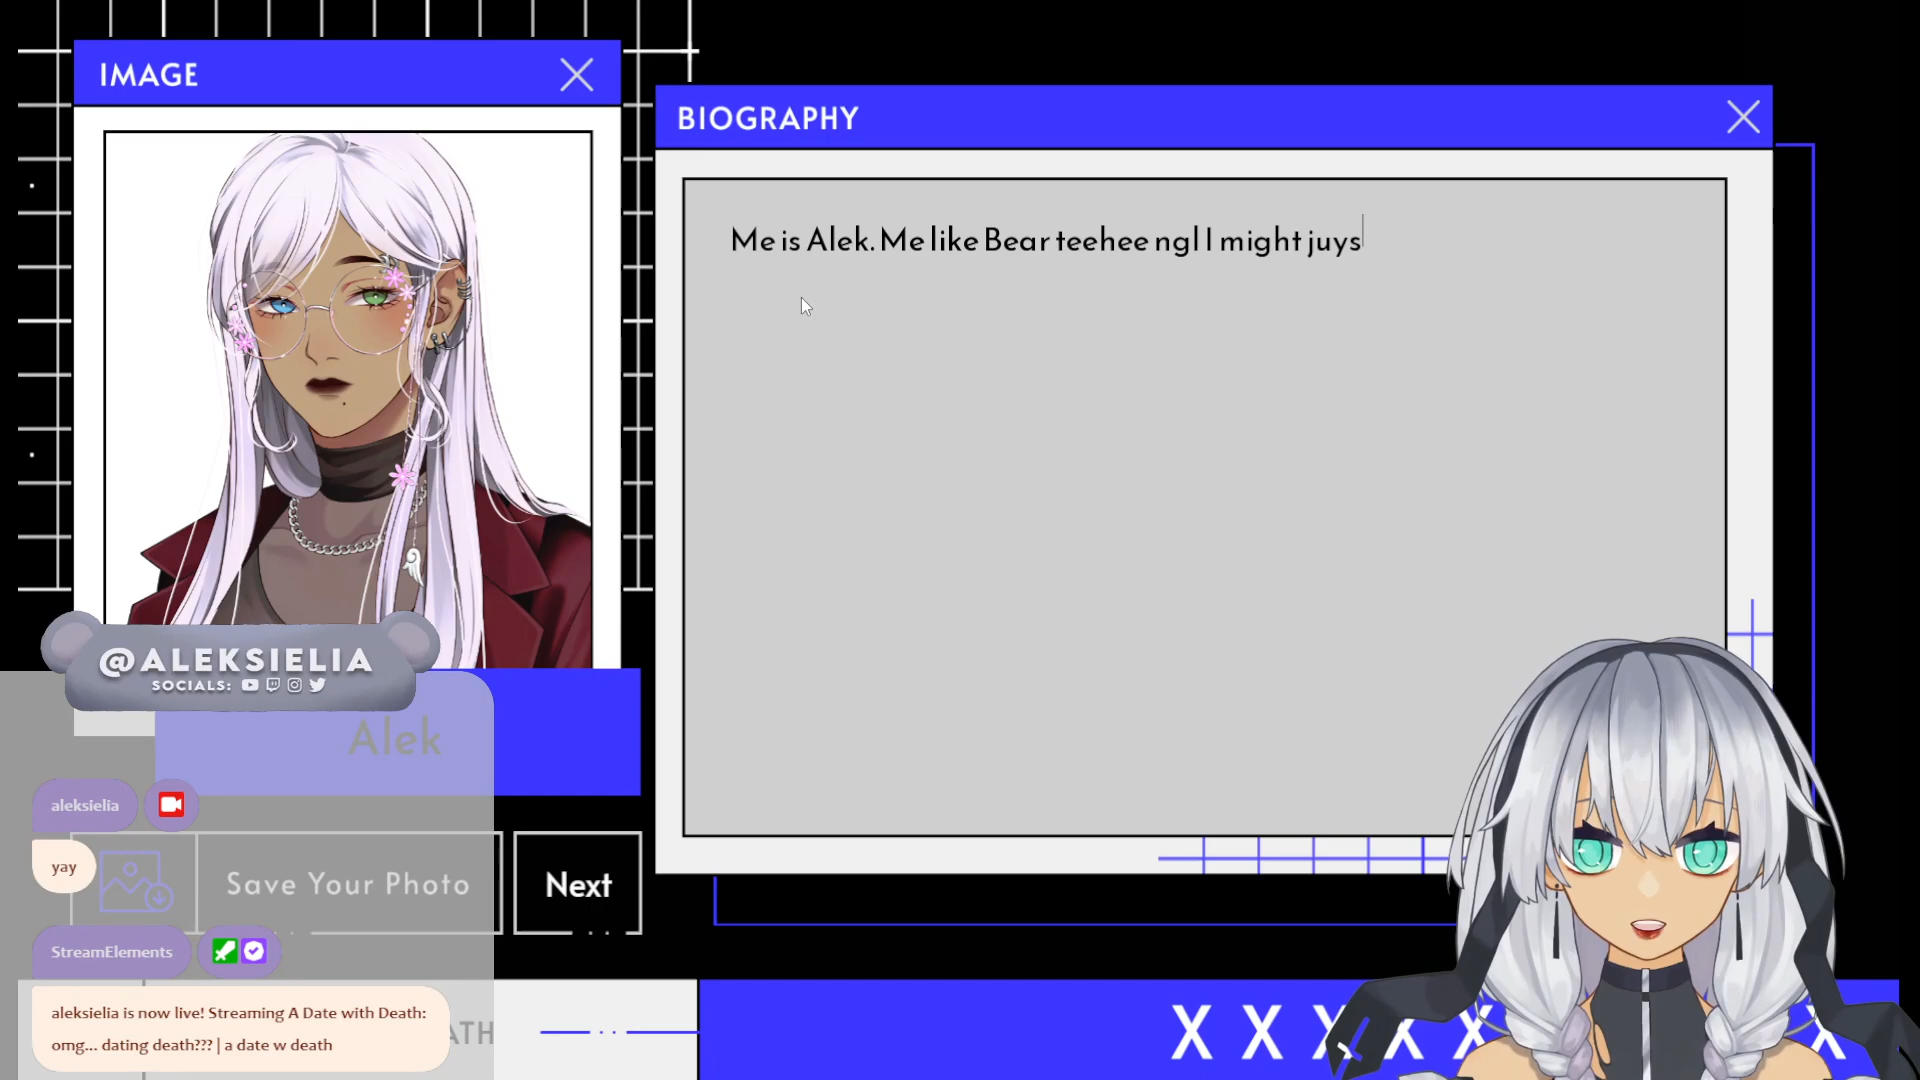 IMAGE
BIOGRAPHY
Me is Alek. Me like Bear teehee ngl I might juys
@ALEKSIELIA
SOCIALS:
Alek
aleksielia
yay
Save Your Photo
Next
StreamElements
aleksielia is now live! Streaming A Date with Death:
omg... dating death??? | a date w death
ATH
X X X X X X